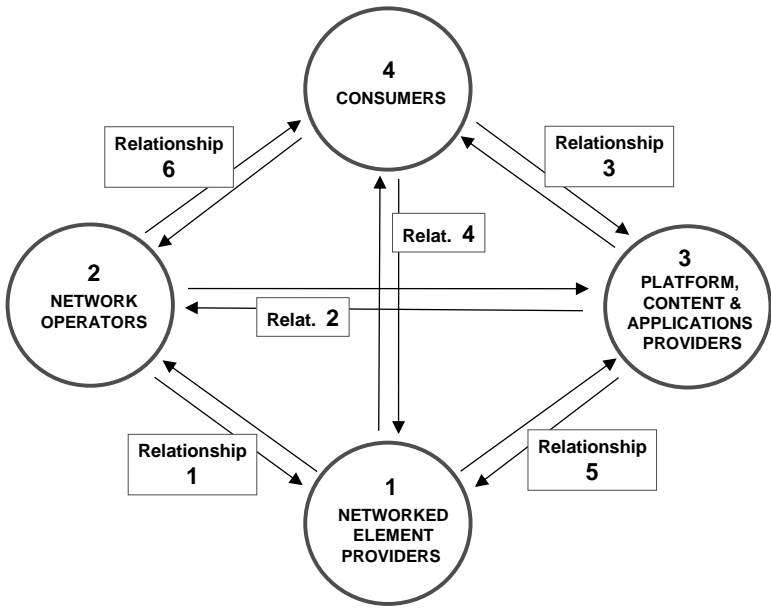 4
CONSUMERS
Relationship
6
Relationship
3
Relat. 4
2
NETWORK
OPERATORS
3
PLATFORM,
CONTENT &
APPLICATIONS
PROVIDERS
Relat. 2
Relationship
1
Relationship
5
1
NETWORKED
ELEMENT
PROVIDERS